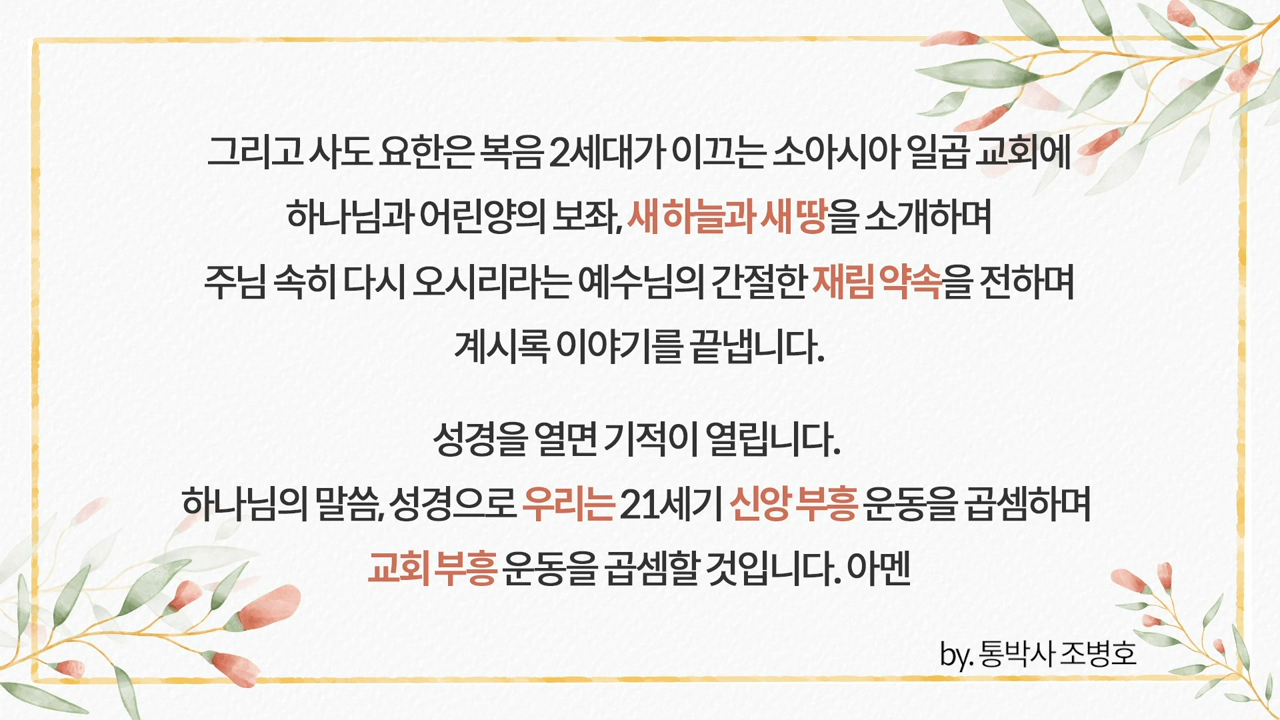 그리고 사도 요한은 복음 2세대가 이끄는 소아시아 일곱 교회에
하나님과 어린양의 보좌, 새 하늘과 새 땅을 소개하며
주님 속히 다시 오시리라는 예수님의 간절한 재림 약속을 전하며
계시록 이야기를 끝냅니다.
성경을 열면 기적이 열립니다.
하나님의 말씀, 성경으로 우리는 21세기 신앙 부흥 운동을 곱셈하며
교회 부흥 운동을 곱셈할 것입니다. 아멘
by. 통박사 조병호